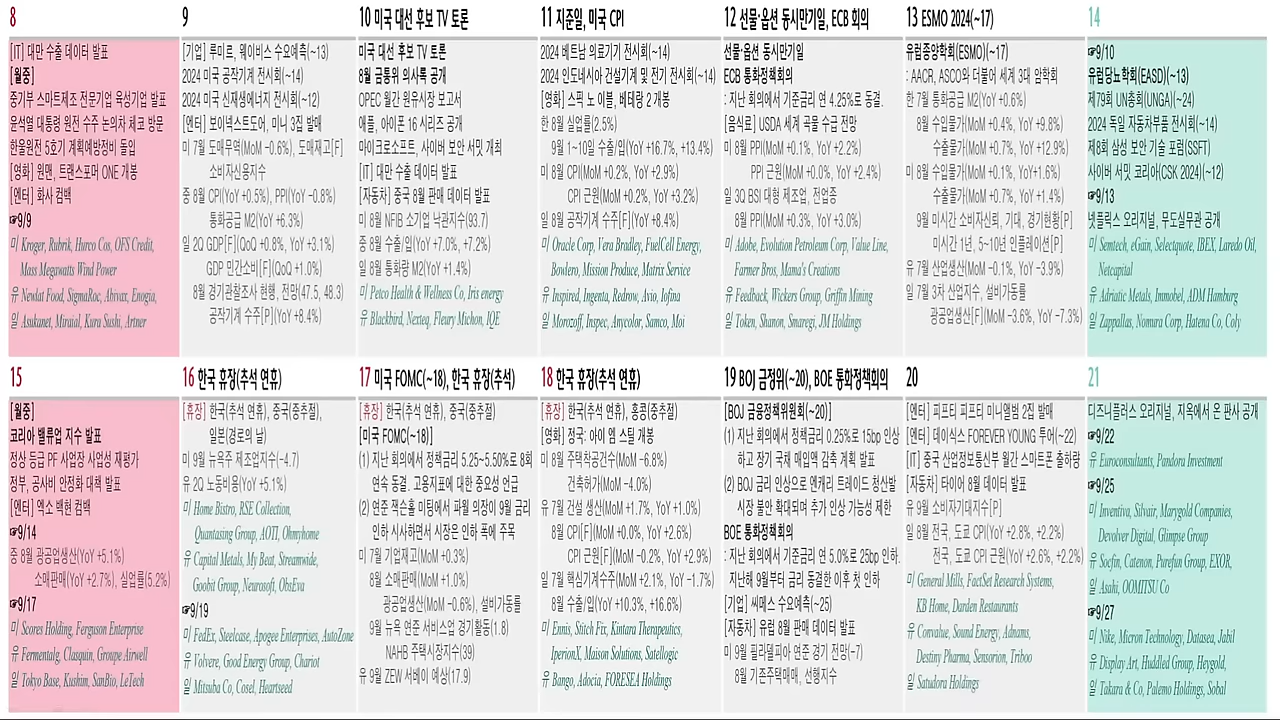 8
[IT] 대만 수출 데이터 발표
[월중]
중기부 스마트제조 전문기업 육성기업 발표
윤석열 대통령 원전 수주 논의차 체코 방문
한울원전 5호기 계획예방정비 돌입
[영화] 원맨, 트랜스포머 ONE 개봉
[엔터] 화사 컴백
☞9/9
미 Kroger, Rubrik, Hurco Cos, OFS Credit,
Mass Megawatts Wind Power
유 Newlat Food, SigmaRoc, Abivax, Enogia,
일 Asukanet, Miraial, Kura Sushi, Artner
9
[기업] 루미르, 웨이비스 수요예측(~13)
2024 미국 공작기계 전시회(~14)
2024 미국 신재생에너지 전시회(~12)
[엔터] 보이넥스트도어, 미니 3집 발매
미 7월 도매무역(MoM -0.6%), 도매재고[F]
소비자신용지수
중 8월 CPI(YoY +0.5%), PPI(YoY -0.8%)
통화공급 M2(YoY +6.3%)
일 2Q GDP[F](QoQ +0.8%, YoY +3.1%)
GDP 민간소비[F](QoQ +1.0%)
8월 경기관찰조사 현행, 전망(47.5, 48.3)
공작기계 수주[P](YoY +8.4%)
10 미국 대선 후보 TV 토론
미국 대선 후보 TV 토론
8월 금통위 의사록 공개
OPEC 월간 원유시장 보고서
애플, 아이폰 16 시리즈 공개
마이크로소프트, 사이버 보안 서밋 개최
[IT] 대만 수출 데이터 발표
[자동차] 중국 8월 판매 데이터 발표
미 8월 NFIB 소기업 낙관지수(93.7)
중 8월 수출/입(YoY +7.0%, +7.2%)
일 8월 통화량 M2(YoY +1.4%)
미 Petco Health & Wellness Co, Iris energy
유 Blackbird, Nexteq, Fleury Michon, IQE
11 지준일, 미국 CPI
2024 베트남 의료기기 전시회(~14)
2024 인도네시아 건설기계 및 전기 전시회(~14)
[영화] 스픽 노 이블, 베테랑 2 개봉
한 8월 실업률(2.5%)
9월 1~10일 수출/입(YoY +16.7%, +13.4%)
미 8월 CPI(MoM +0.2%, YoY +2.9%)
CPI 근원(MoM +0.2%, YoY +3.2%)
일 8월 공작기계 수주[F](YoY +8.4%)
미 Oracle Corp, Vera Bradley, FuelCell Energy,
Bowlero, Mission Produce, Matrix Service
유 Inspired, Ingenta, Redrow, Avio, Iofina
일 Morozoff, Inspec, Anycolor, Samco, Moi
12 선물·옵션 동시만기일, ECB 회의
선물·옵션 동시만기일
ECB 통화정책회의
: 지난 회의에서 기준금리 연 4.25%로 동결.
[음식료] USDA 세계 곡물 수급 전망
미 8월 PPI(MoM +0.1%, YoY +2.2%)
PPI 근원(MoM +0.0%, YoY +2.4%)
일 3Q BSI 대형 제조업, 전업종
8월 PPI(MoM +0.3%, YoY +3.0%)
미 Adobe, Evolution Petroleum Corp, Value Line,
Farmer Bros, Mama's Creations
유 Feedback, Wickers Group, Griffin Mining
일 Token, Shanon, Smaregi, JM Holdings
13 ESMO 2024(~17)
유럽종양학회(ESMO)(~17)
: AACR, ASCO와 더불어 세계 3대 암학회
한 7월 통화공급 M2(YoY +0.6%)
8월 수입물가(MoM +0.4%, YoY +9.8%)
수출물가(MoM +0.7%, YoY +12.9%)
미 8월 수입물가(MoM +0.1%, YoY +1.6%)
수출물가(MoM +0.7%, YoY +1.4%)
9월 미시간 소비자신뢰, 기대, 경기현황[P]
미시간 1년, 5~10년 인플레이션[P]
유 7월 산업생산(MoM -0.1%, YoY -3.9%)
일 7월 3차 산업지수, 설비가동률
광공업생산[F](MoM -3.6%, YoY -7.3%)
14
☞9/10
유럽당뇨학회(EASD)(~13)
제79회 UN총회(UNGA)(~24)
2024 독일 자동차부품 전시회(~14)
제8회 삼성 보안 기술 포럼(SSFT)
사이버 서밋 코리아(CSK 2024)(~12)
☞9/13
넷플릭스 오리지널, 무도실무관 공개
미 Semtech, eGain, Selectquote, IBEX, Laredo Oil,
Netcapital
유 Adriatic Metals, Immobel, ADM Hamburg
일 Zappallas, Nomura Corp, Hatena Co, Coly
15
[월중]
코리아 밸류업 지수 발표
정상 등급 PF 사업장 사업성 재평가
정부, 공사비 안정화 대책 발표
[엔터] 엑소 백현 컴백
☞9/14
중 8월 광공업생산(YoY +5.1%)
소매판매(YoY +2.7%), 실업률(5.2%)
☞9/17
미 Scores Holding, Ferguson Enterprise
유 Fermentalg, Clasquin, Groupe Airwell
일 Tokyo Base, Kushim, SanBio, LeTech
16 한국 휴장(추석 연휴)
[휴장] 한국(추석 연휴), 중국(중추절),
일본(경로의 날)
미 9월 뉴욕주 제조업지수(-4.7)
유 2Q 노동비용(YoY +5.1%)
미 Home Bistro, RSE Collection,
Quantasing Group, AOTI, Ohmyhome
유 Capital Metals, My Beat, Streamwide,
Goobit Group, Neurosoft, ObsEva
☞9/19
미 FedEx, Steelcase, Apogee Enterprises, AutoZone
유 Volvere, Good Energy Group, Chariot
일 Mitsuba Co, Cosel, Heartseed
17 미국 FOMC(~18), 한국 휴장(추석)
[휴장] 한국(추석 연휴), 중국(중추절)
[미국 FOMC(~18)]
(1) 지난 회의에서 정책금리 5.25~5.50%로 8회
연속 동결. 고용지표에 대한 중요성 언급
(2) 연준 잭슨홀 미팅에서 파월 의장이 9월 금리
인하 시사하면서 시장은 인하 폭에 주목
미 7월 기업재고(MoM +0.3%)
8월 소매판매(MoM +1.0%)
광공업생산(MoM -0.6%), 설비가동률
9월 뉴욕 연준 서비스업 경기활동(1.8)
NAHB 주택시장지수(39)
유 9월 ZEW 서베이 예상(17.9)
18 한국 휴장(추석 연휴)
[휴장] 한국(추석 연휴), 홍콩(중추절)
[영화] 정국: 아이 엠 스틸 개봉
미 8월 주택착공건수(MoM -6.8%)
건축허가(MoM -4.0%)
유 7월 건설 생산(MoM +1.7%, YoY +1.0%)
8월 CPI[F](MoM +0.0%, YoY +2.6%)
CPI 근원[F](MoM -0.2%, YoY +2.9%)
일 7월 핵심기계수주(MoM +2.1%, YoY -1.7%)
8월 수출/입(YoY +10.3%, +16.6%)
미 Ennis, Stitch Fix, Kintara Therapeutics,
IperionX, Maison Solutions, Satellogic
유 Bango, Adocia, FORESEA Holdings
19 BOJ 금정위(~20), BOE 통화정책회의
[BOJ 금융정책위원회(~20)]
(1) 지난 회의에서 정책금리 0.25%로 15bp 인상
하고 장기 국채 매입액 감축 계획 발표
(2) BOJ 금리 인상으로 엔캐리 트레이드 청산발
시장 불안 확대되며 추가 인상 가능성 제한
BOE 통화정책회의
: 지난 회의에서 기준금리 연 5.0%로 25bp 인하.
지난해 9월부터 금리 동결한 이후 첫 인하
[기업] 씨메스 수요예측(~25)
[자동차] 유럽 8월 판매 데이터 발표
미 9월 필라델피아 연준 경기 전망(-7)
8월 기존주택매매, 선행지수
20
[엔터] 피프티 피프티 미니앨범 2집 발매
[엔터] 데이식스 FOREVER YOUNG 투어(~22)
[IT] 중국 산업정보통신부 월간 스마트폰 출하량
[자동차] 타이어 8월 데이터 발표
유 9월 소비자기대지수[P]
일 8월 전국, 도쿄 CPI(YoY +2.8%, +2.2%)
전국, 도쿄 CPI 근원(YoY +2.6%, +2.2%)
미 General Mills, FactSet Research Systems,
KB Home, Darden Restaurants
유 Convalue, Sound Energy, Adnams,
Destiny Pharma, Sensorion, Triboo
일 Satudora Holdings
21
디즈니플러스 오리지널, 지옥에서 온 판사 공개
☞9/22
유 Euroconsultants, Pandora Investment
☞9/25
미 Inventiva, Silvair, Marygold Companies,
Devolver Digital, Glimpse Group
유 Socfin, Catenon, Parefun Group, EXOR,
일 Asahi, OOMITSU Co
☞9/27
미 Nike, Micron Technology, Datasea, Jabil
유 Display Art, Huddled Group, Heygold,
일 Takara & Co, Palemo Holdings, Sobal